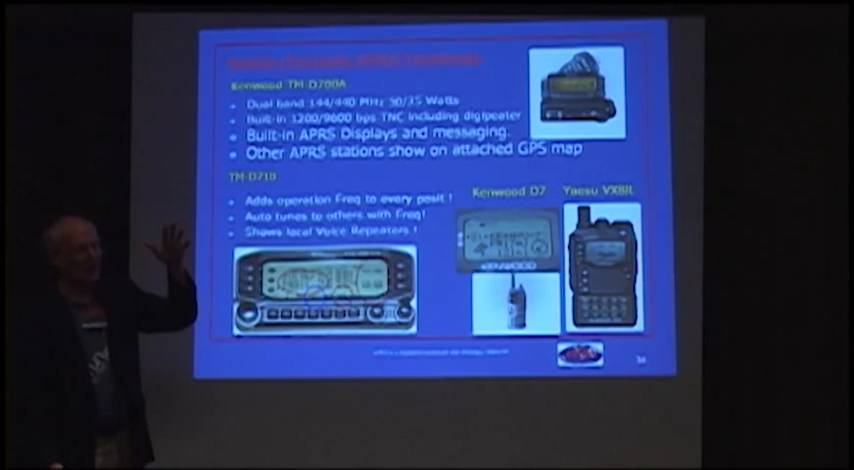 Kenwood TM-D700A
Dual band 144/440 MHz 50/35 Watts
Built-in 1200/9600 bps TNC including digipeater
Built-in APRS Displays and messaging.
Other APRS stations show on attached GPS map
TM-D710
Adds operation Freq to every posit !
Auto tunes to others with Freq!
Shows local Voice Repeaters !
Kenwood D7
Yaesu VX8R
KENWOOD